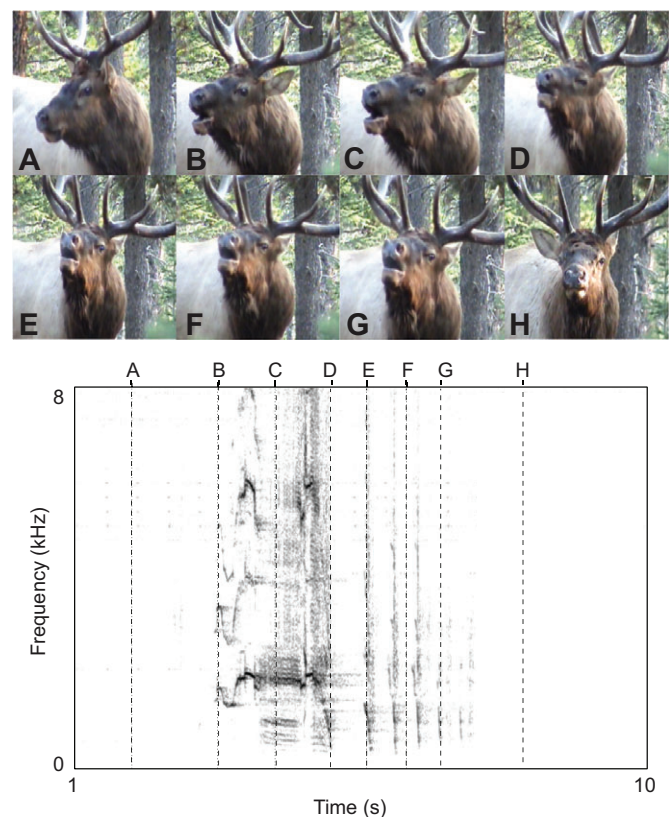 A B C D
E F G H
A B C D E F G H
8
Frequency (kHz)
0
1 10
Time (s)